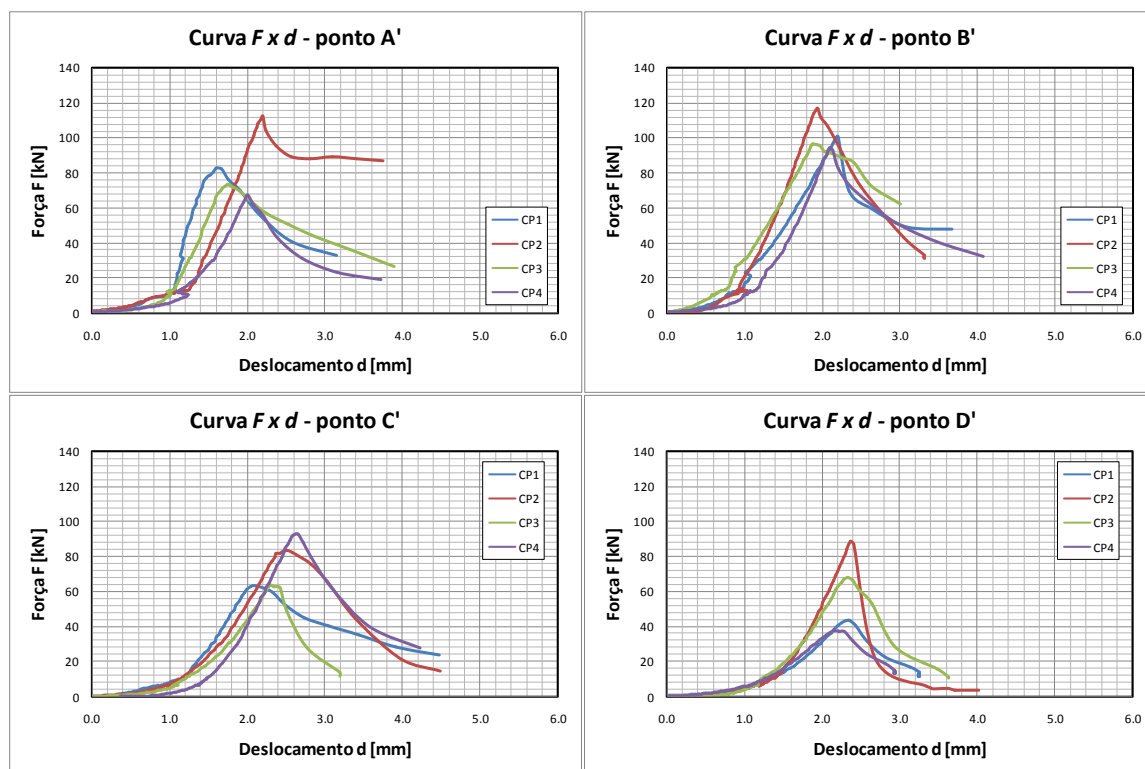 Curva F x d - ponto A'
140
120
100
80
60
40
20
0
Força F [kN]
CP1
CP2
CP3
CP4
0.0 1.0 2.0 3.0 4.0 5.0 6.0
Deslocamento d [mm]
Curva F x d - ponto B'
140
120
100
80
60
40
20
0
Força F [kN]
CP1
CP2
CP3
CP4
0.0 1.0 2.0 3.0 4.0 5.0 6.0
Deslocamento d [mm]
Curva F x d - ponto C'
140
120
100
80
60
40
20
0
Força F [kN]
CP1
CP2
CP3
CP4
0.0 1.0 2.0 3.0 4.0 5.0 6.0
Deslocamento d [mm]
Curva F x d - ponto D'
140
120
100
80
60
40
20
0
Força F [kN]
CP1
CP2
CP3
CP4
0.0 1.0 2.0 3.0 4.0 5.0 6.0
Deslocamento d [mm]